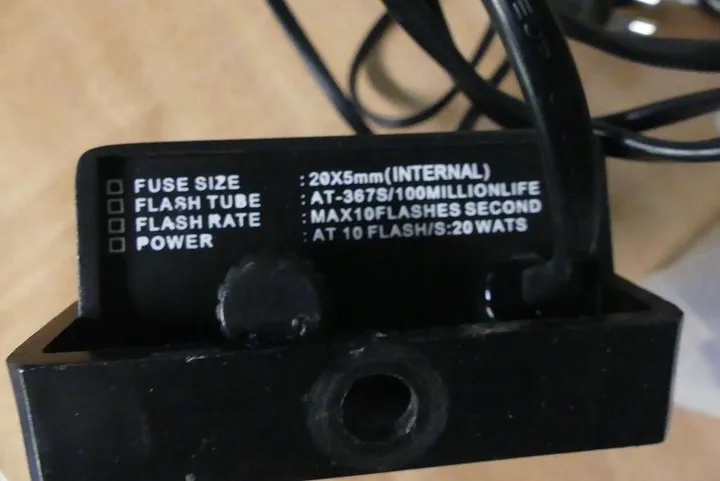 FUSE SIZE : 20X5mm(INTERNAL)
FLASH TUBE : AT-367S/100MILLIONLIFE
FLASH RATE : MAX10FLASHES SECOND
POWER : AT 10 FLASH/S:20 WATS